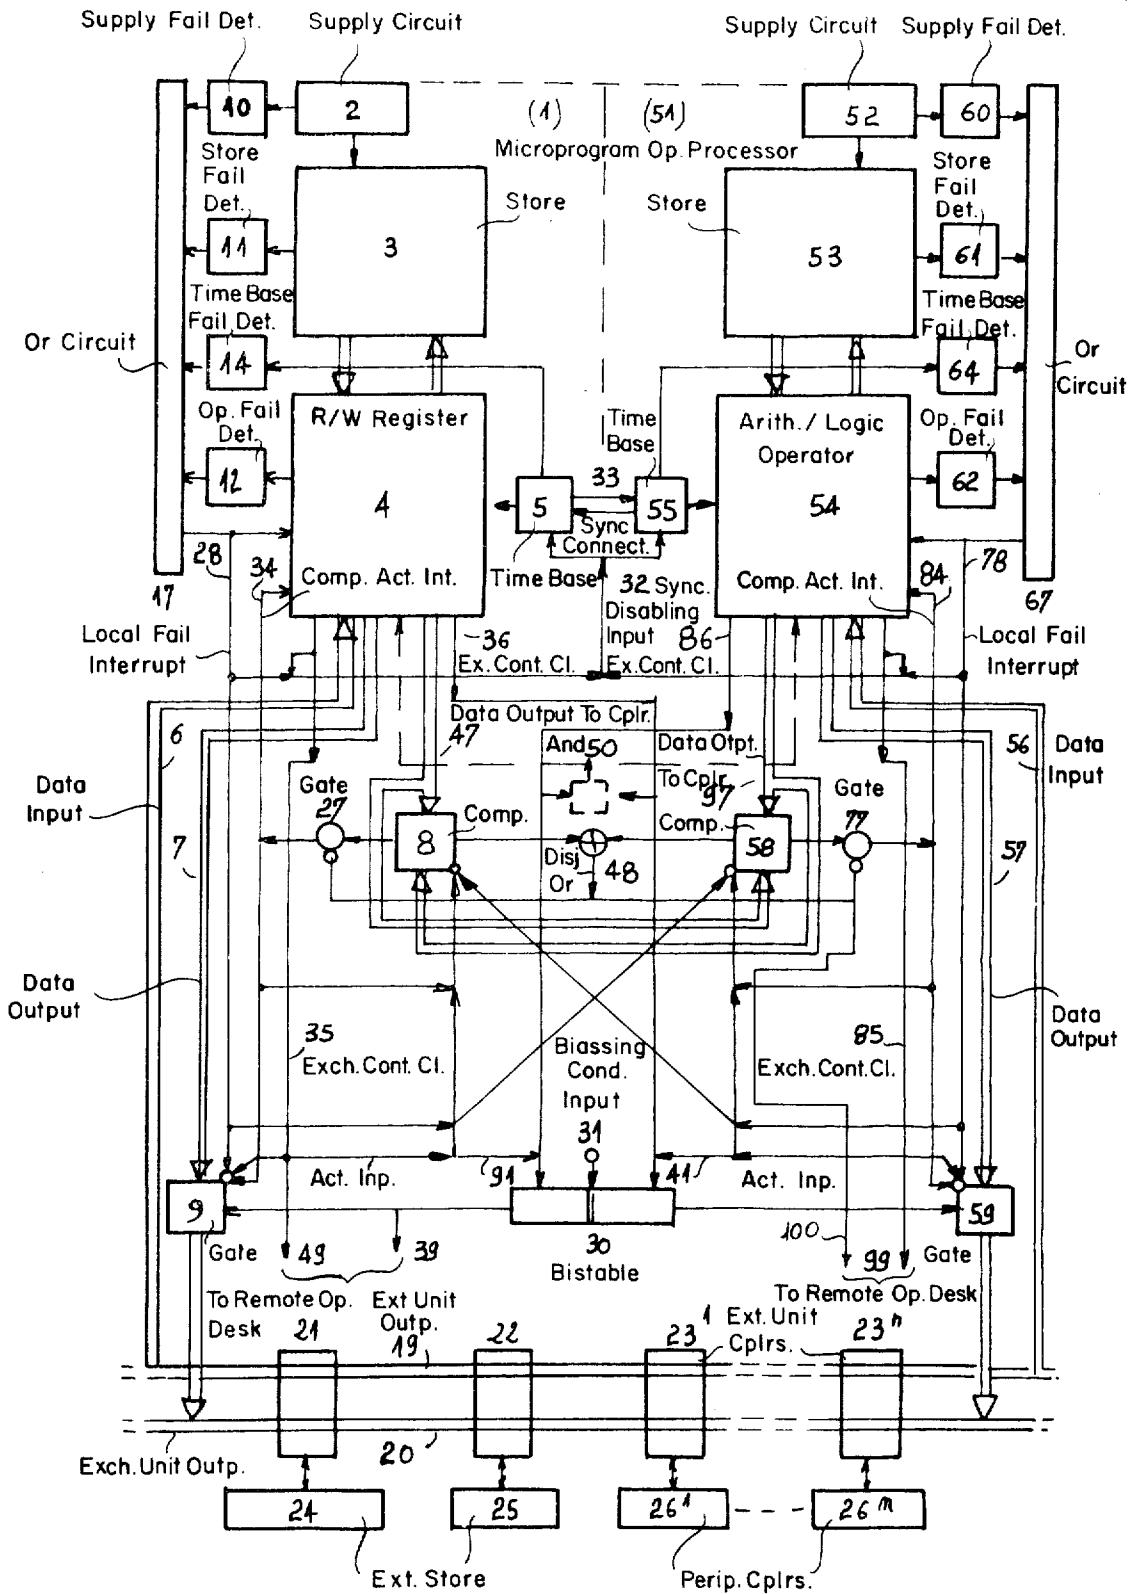 Supply Fail Det.
Supply Circuit
Supply Circuit
Supply Fail Det.
10
2
(1)
(51)
52
60
Microprogram Op. Processor
Store
Fail
Det.
Store
Fail
Det.
Store
Store
11
3
53
61
Time Base
Fail Det.
Time Base
Fail Det.
Or Circuit
Or
Circuit
14
64
Op. Fail
Det.
R/W Register
Time
Base
Arith. / Logic
Operator
Op. Fail
Det.
12
4
5
33
55
54
62
Sync
Connect.
28
34
78
84
17
Comp. Act. Int.
Time Base
32 Sync.
Disabling
Input
Comp. Act. Int.
67
Local Fail
Interrupt
36
86
Local Fail
Interrupt
Ex. Cont. Cl.
Ex. Cont. Cl.
6
Data Output To Cplr.
56
Data
Input
47
And 50
Data Otpt.
To Cplr.
97
Data
Input
Gate
27
Gate
77
7
8
Comp.
Comp.
58
57
Disj
Or
48
Data
Output
Data
Output
35
Exch. Cont. Cl.
Biassing
Cond.
Input
85
Exch. Cont. Cl.
31
Act. Inp.
91
41
Act. Inp.
9
59
Gate
49
39
30
Bistable
100
99
Gate
To Remote Op.
Desk
Ext Unit
Outp.
To Remote Op. Desk
21
19
22
23 1
Ext. Unit
Cplrs.
23 n
Exch. Unit Outp.
20
24
25
26 1
26 n
Ext. Store
Perip. Cplrs.